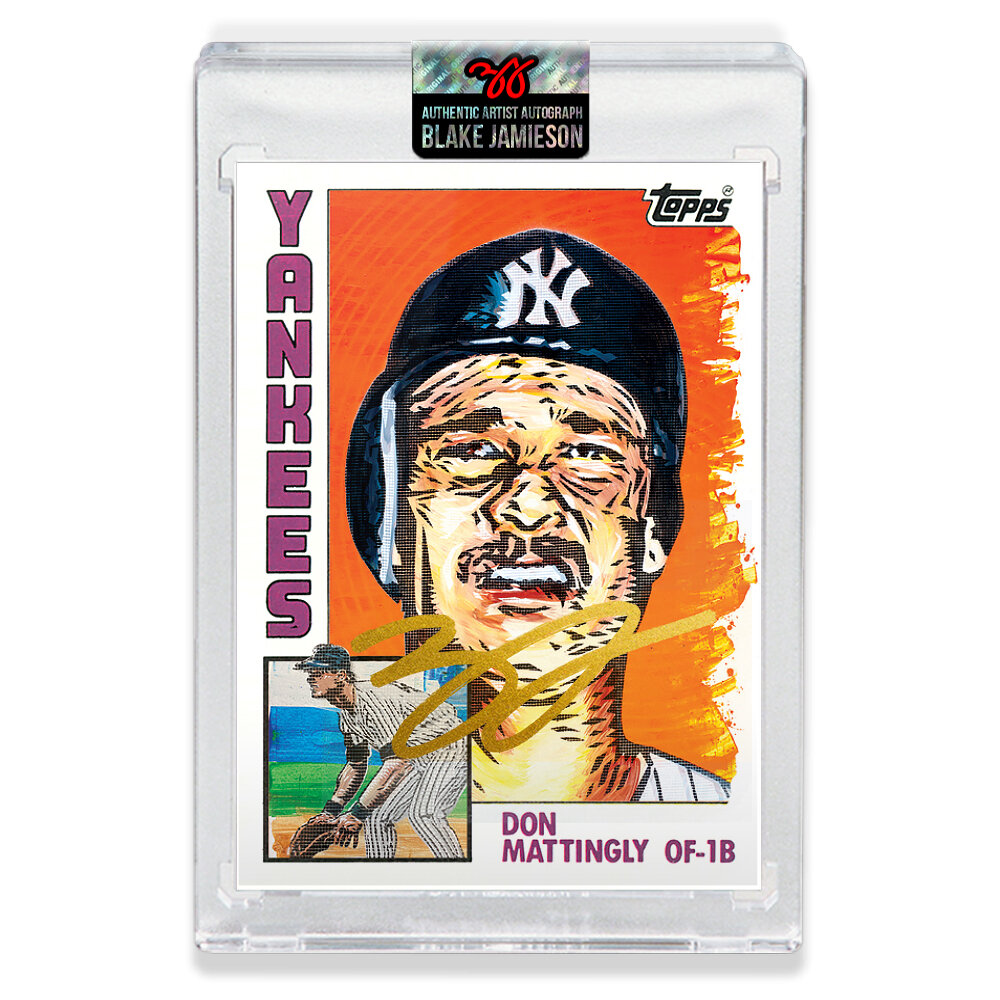 AUTHENTIC ARTIST AUTOGRAPH
BLAKE JAMIESON
YANKEES
topps
NY
DON
MATTINGLY OF-1B